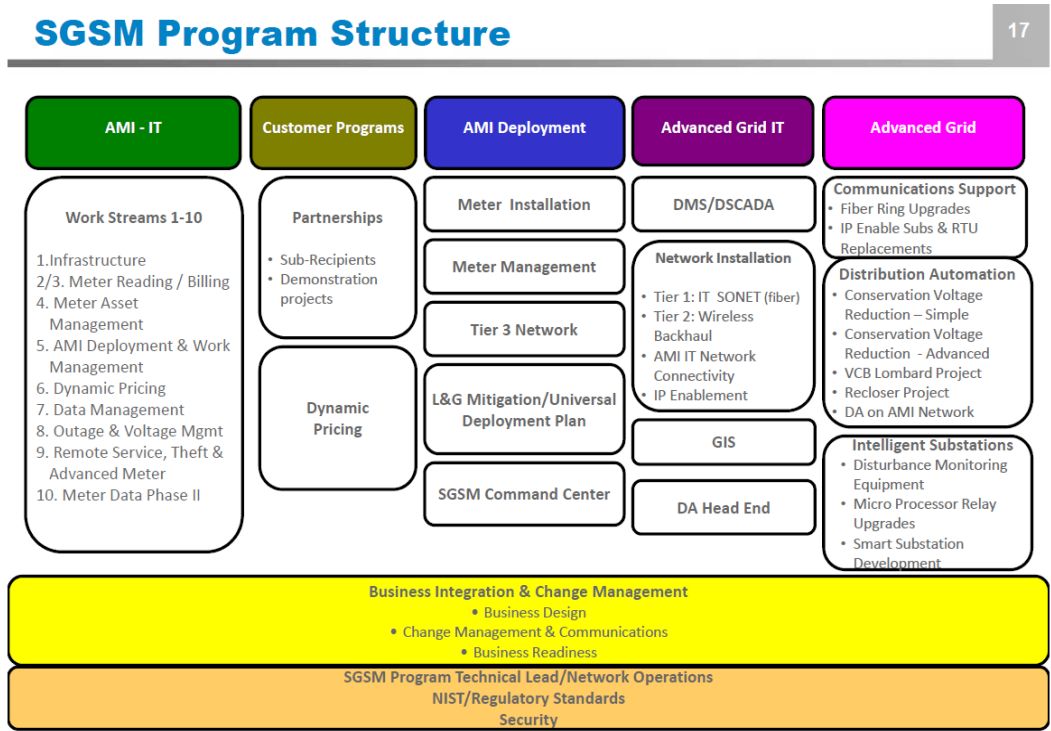 SGSM Program Structure
17
AMI - IT
Customer Programs
AMI Deployment
Advanced Grid IT
Advanced Grid
Work Streams 1-10
1.Infrastructure
2/3. Meter Reading / Billing
4. Meter Asset
Management
5. AMI Deployment & Work
Management
6. Dynamic Pricing
7. Data Management
8. Outage & Voltage Mgmt
9. Remote Service, Theft &
Advanced Meter
10. Meter Data Phase II
Partnerships
• Sub-Recipients
• Demonstration
projects
Dynamic
Pricing
Meter Installation
Meter Management
Tier 3 Network
L&G Mitigation/Universal
Deployment Plan
SGSM Command Center
DMS/DSCADA
Network Installation
• Tier 1: IT SONET (fiber)
• Tier 2: Wireless
Backhaul
• AMI IT Network
Connectivity
• IP Enablement
GIS
DA Head End
Communications Support
• Fiber Ring Upgrades
• IP Enable Subs & RTU
Replacements
Distribution Automation
• Conservation Voltage
Reduction – Simple
• Conservation Voltage
Reduction - Advanced
• VCB Lombard Project
• Recloser Project
• DA on AMI Network
Intelligent Substations
• Disturbance Monitoring
Equipment
• Micro Processor Relay
Upgrades
• Smart Substation
Development
Business Integration & Change Management
• Business Design
• Change Management & Communications
• Business Readiness
SGSM Program Technical Lead/Network Operations
NIST/Regulatory Standards
Security